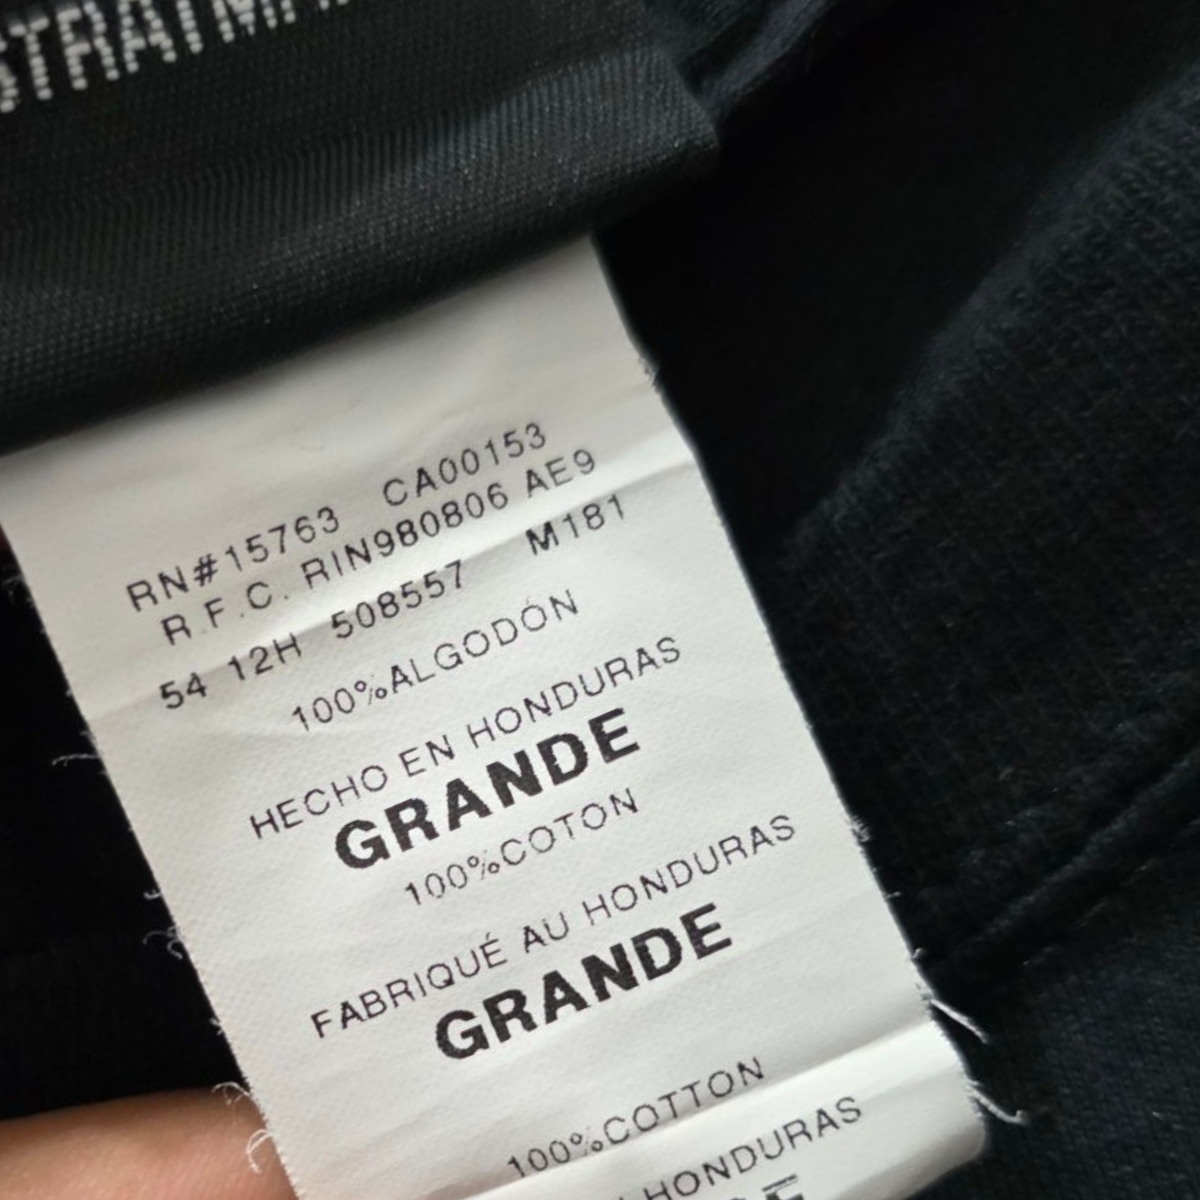 RN#15763 CA00153
R.F.C. RIN980806 AE9
54 12H 508557 M181
100%ALGODÓN
HECHO EN HONDURAS
GRANDE
100%COTON
FABRIQUÉ AU HONDURAS
GRANDE
100%COTTON
HONDURAS